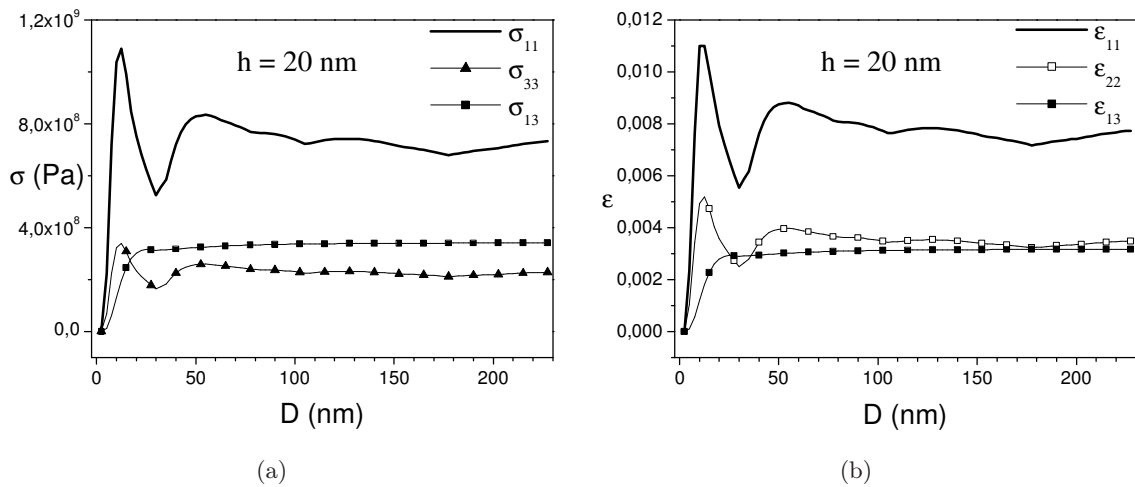 1,2x10⁹
8,0x10⁸
4,0x10⁸
0,0
σ (Pa)
h = 20 nm
σ₁₁
σ₃₃
σ₁₃
0 50 100 150 200
D (nm)
(a)
0,012
0,010
0,008
0,006
0,004
0,002
0,000
ε
h = 20 nm
ε₁₁
ε₂₂
ε₁₃
0 50 100 150 200
D (nm)
(b)